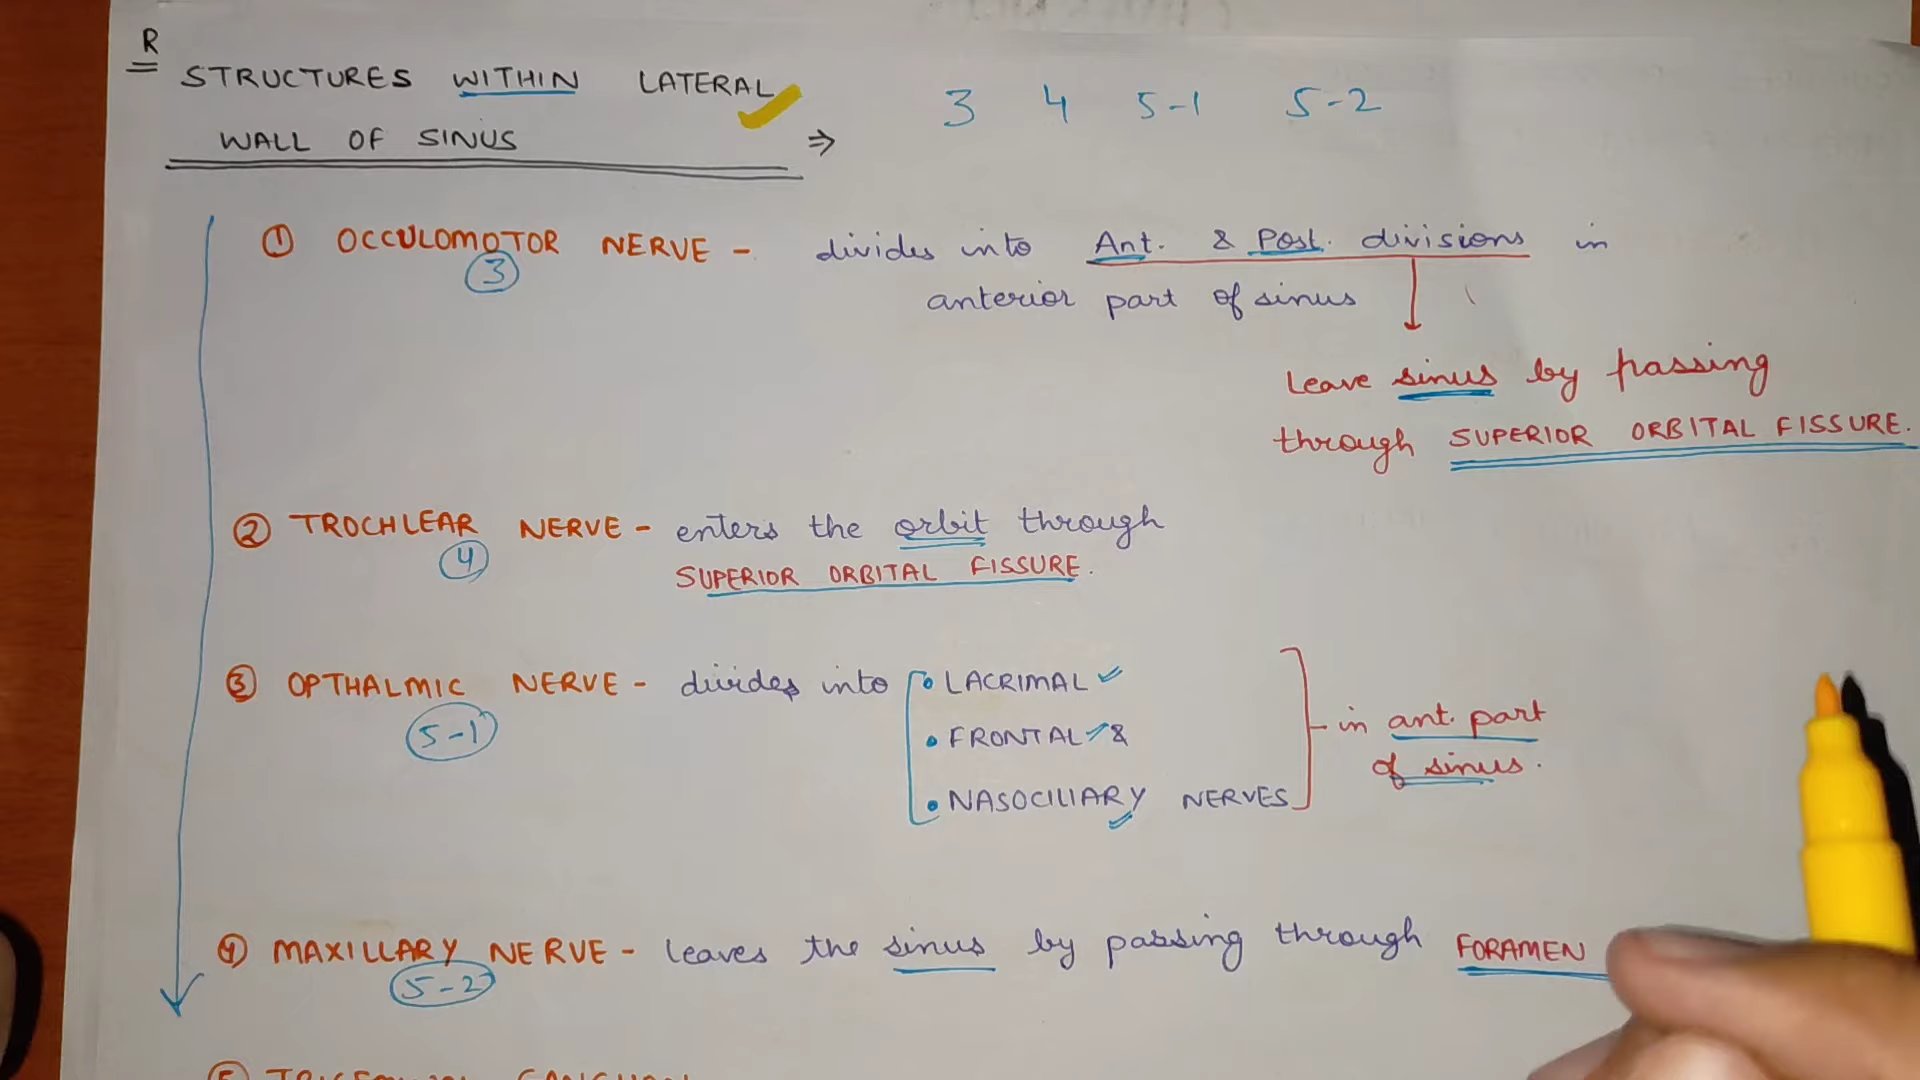 R
STRUCTURES WITHIN LATERAL
WALL OF SINUS ⇒ 3 4 5-1 5-2
① OCCULOMOTOR NERVE - divides into Ant. & Post. divisions in
3
anterior part of sinus
Leave sinus by passing
through SUPERIOR ORBITAL FISSURE.
② TROCHLEAR NERVE - enters the orbit through
4
SUPERIOR ORBITAL FISSURE.
③ OPTHALMIC NERVE - divides into • LACRIMAL
5-1
• FRONTAL &
• NASOCILIARY NERVES
in ant. part
of sinus.
④ MAXILLARY NERVE - leaves the sinus by passing through FORAMEN
5-2